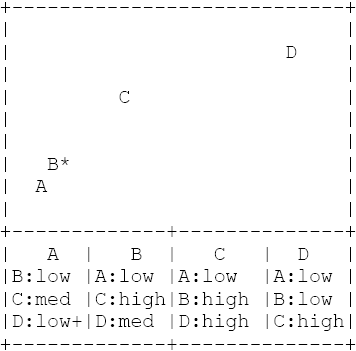 +----------------------------+
|                            |
|                       D    |
|                            |
|         C                  |
|                            |
|                            |
|   B*                       |
|  A                         |
|                            |
+-------------+--------------+
|   A  |   B  |   C   |  D   |
|B:low |A:low |A:low  |A:low |
|C:med |C:high|B:high |B:low |
|D:low+|D:med |D:high |C:high|
+-------------+--------------+